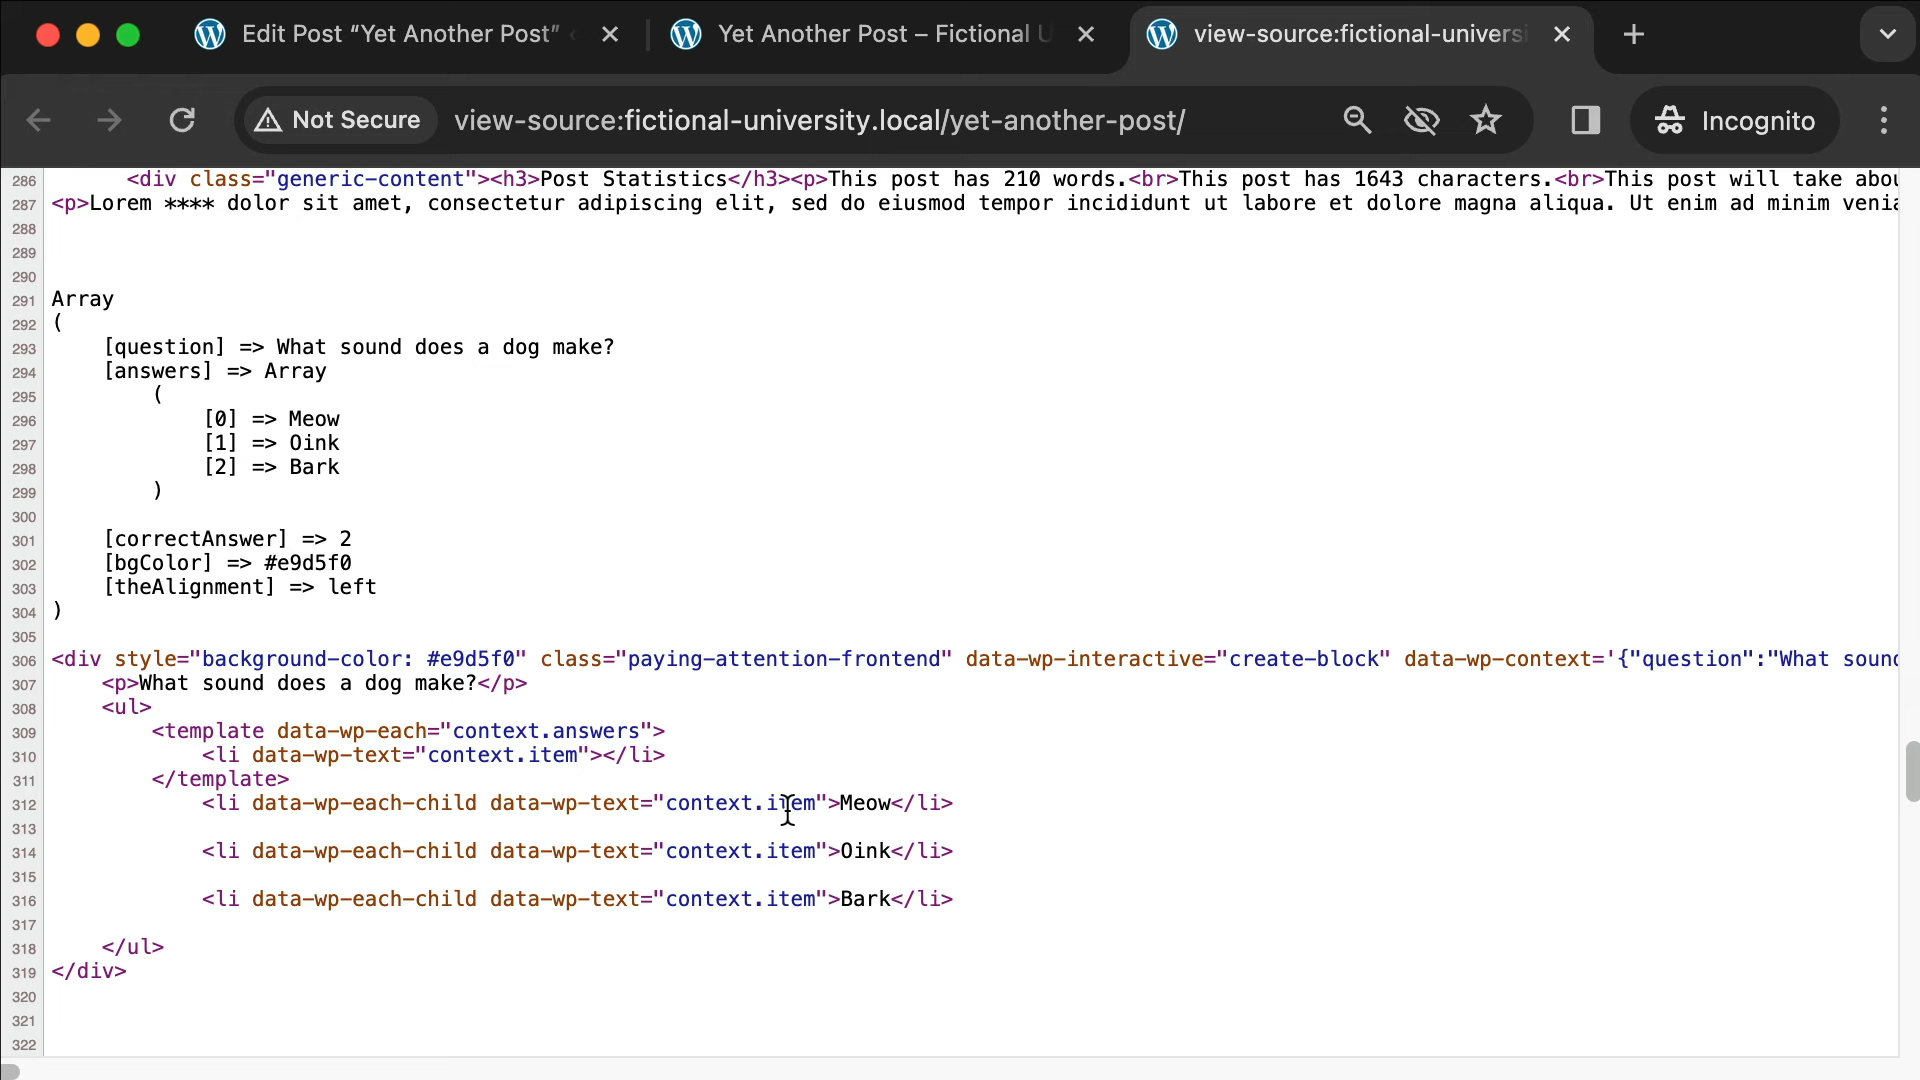 Edit Post “Yet Another Post”
Yet Another Post – Fictional U
view-source:fictional-universi
Not Secure
view-source:fictional-university.local/yet-another-post/
Incognito
286 <div class="generic-content"><h3>Post Statistics</h3><p>This post has 210 words.<br>This post has 1643 characters.<br>This post will take abou
287 <p>Lorem **** dolor sit amet, consectetur adipiscing elit, sed do eiusmod tempor incididunt ut labore et dolore magna aliqua. Ut enim ad minim venia
288
289
290
291 Array
292 (
293 [question] => What sound does a dog make?
294 [answers] => Array
295 (
296 [0] => Meow
297 [1] => Oink
298 [2] => Bark
299 )
300
301 [correctAnswer] => 2
302 [bgColor] => #e9d5f0
303 [theAlignment] => left
304 )
305
306 <div style="background-color: #e9d5f0" class="paying-attention-frontend" data-wp-interactive="create-block" data-wp-context='{"question":"What sound
307 <p>What sound does a dog make?</p>
308 <ul>
309 <template data-wp-each="context.answers">
310 <li data-wp-text="context.item"></li>
311 </template>
312 <li data-wp-each-child data-wp-text="context.item">Meow</li>
313
314 <li data-wp-each-child data-wp-text="context.item">Oink</li>
315
316 <li data-wp-each-child data-wp-text="context.item">Bark</li>
317
318 </ul>
319 </div>
320
321
322